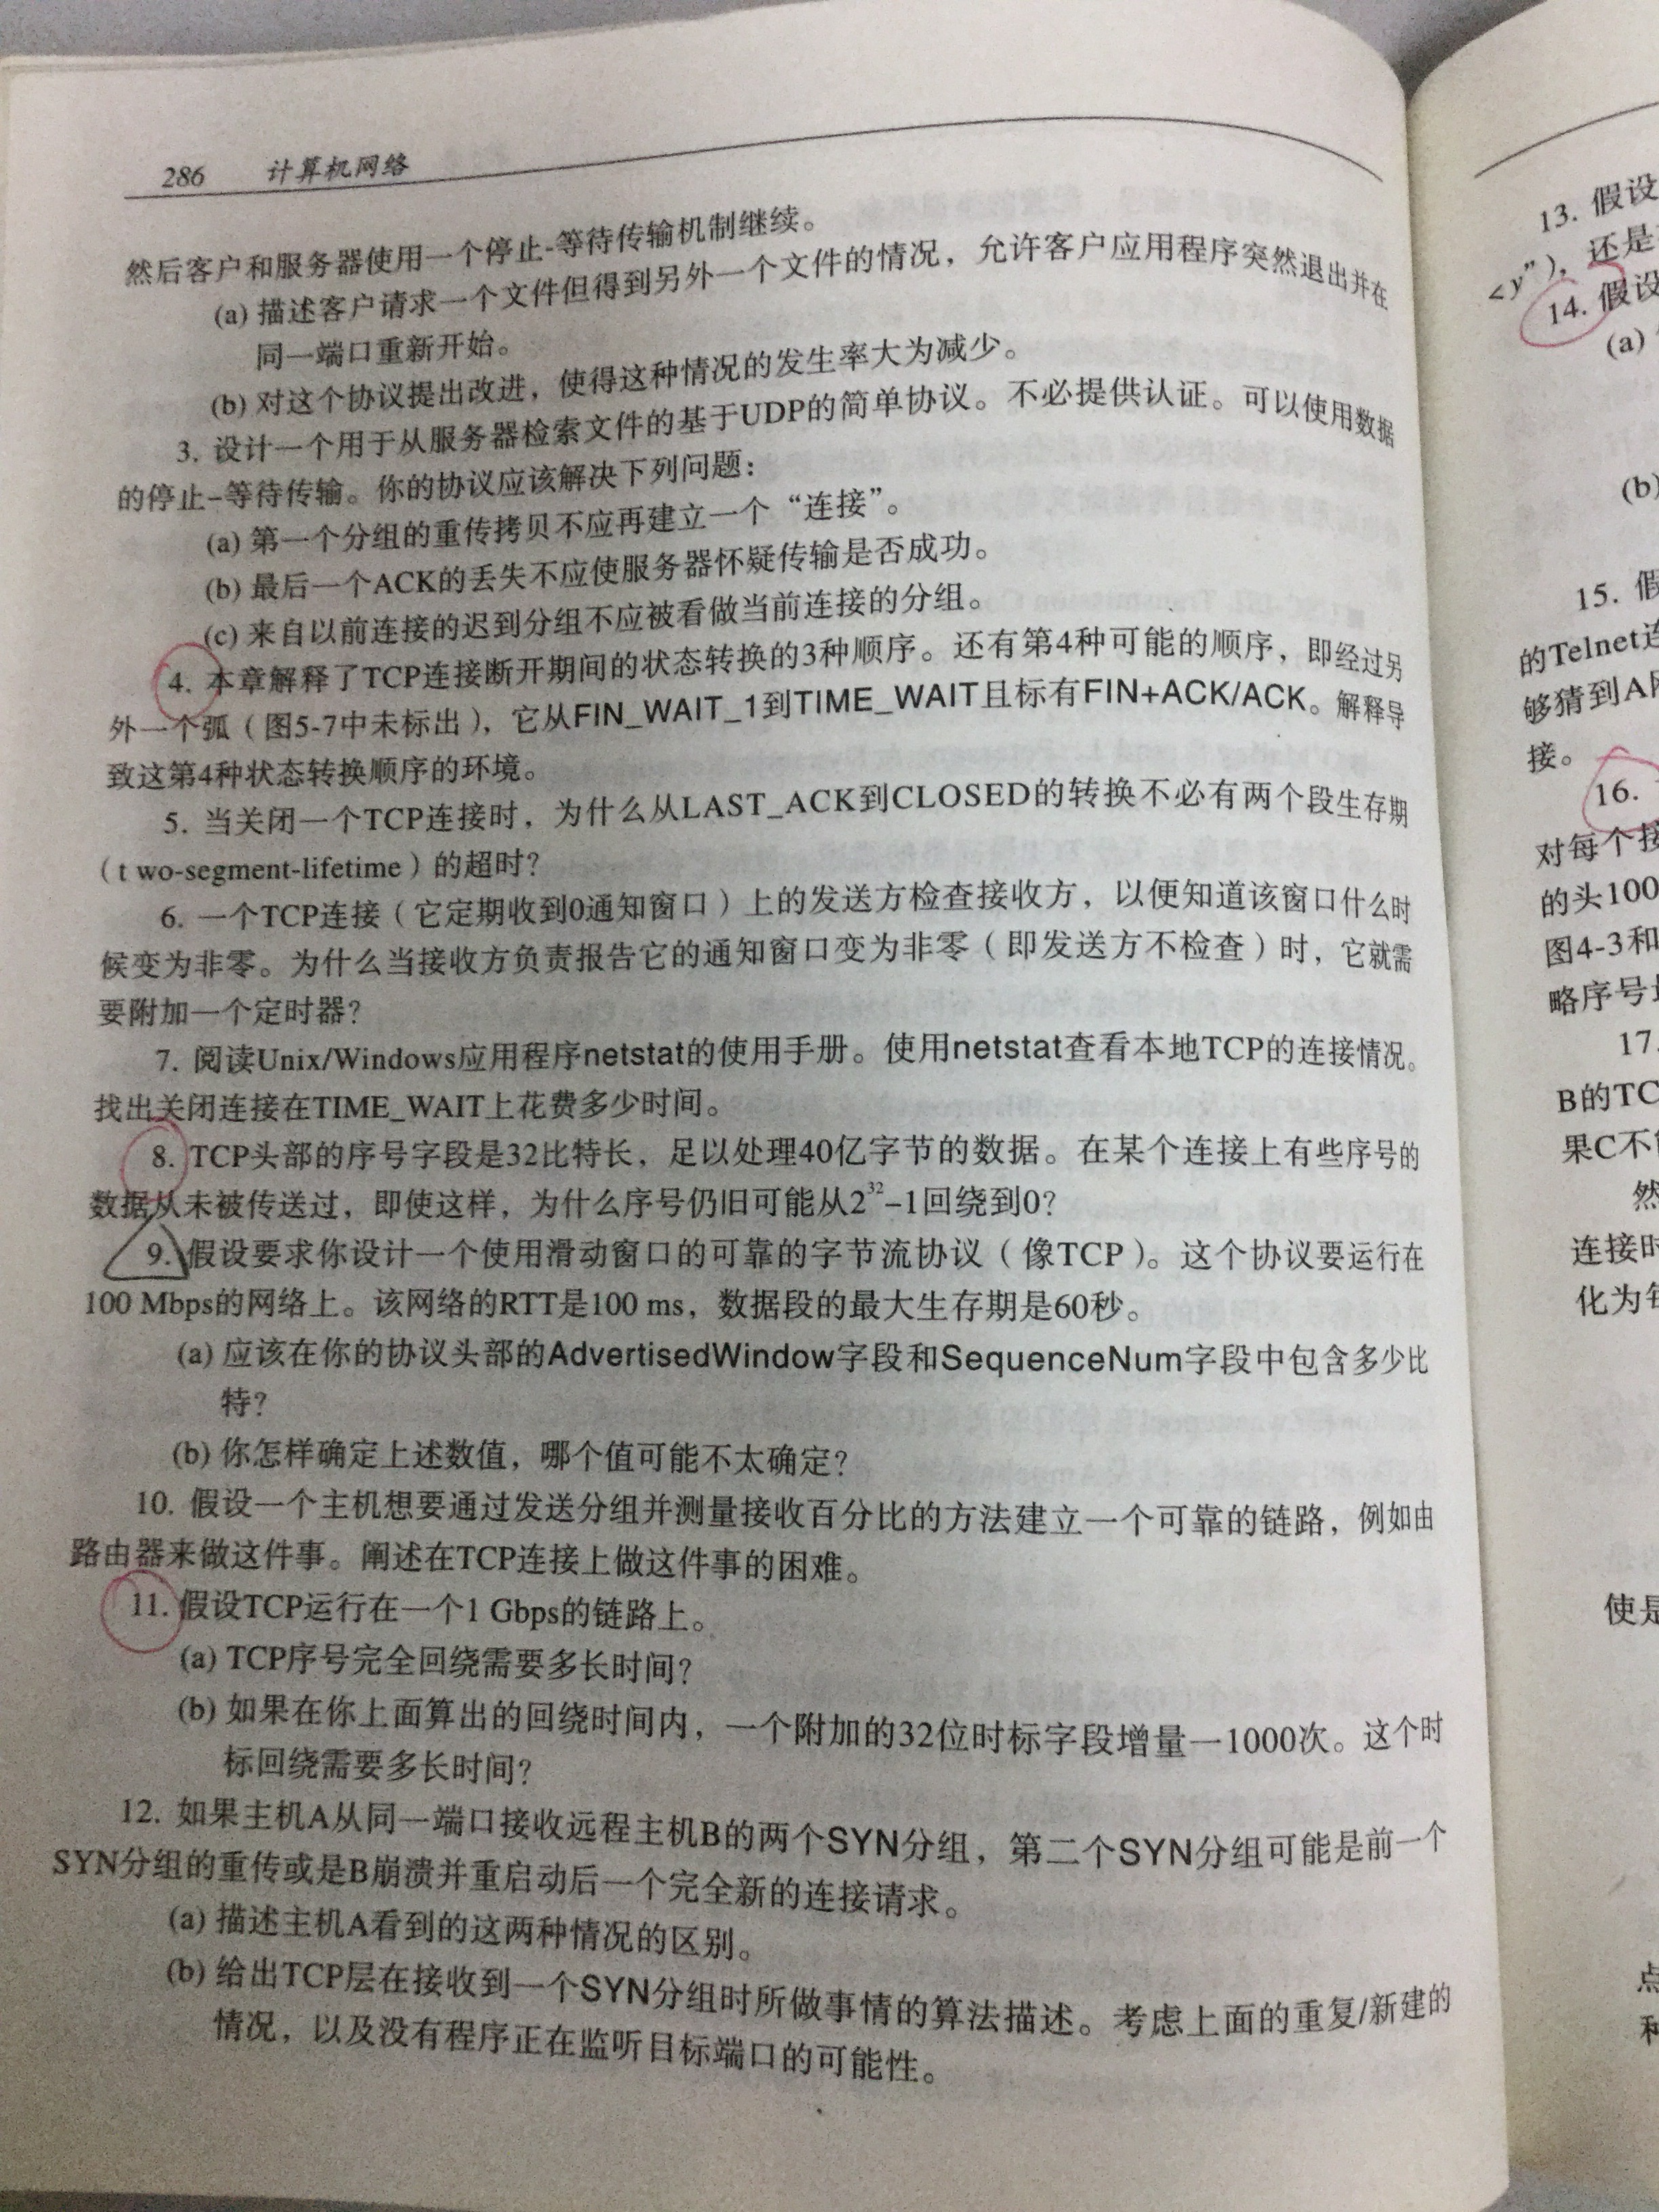 286 计算机网络
然后客户和服务器使用一个停止-等待传输机制继续。
(a) 描述客户请求一个文件但得到另外一个文件的情况，允许客户应用程序突然退出并在
同一端口重新开始。
(b) 对这个协议提出改进，使得这种情况的发生率大为减少。
3. 设计一个用于从服务器检索文件的基于UDP的简单协议。不必提供认证。可以使用数据
的停止-等待传输。你的协议应该解决下列问题：
(a) 第一个分组的重传拷贝不应再建立一个“连接”。
(b) 最后一个ACK的丢失不应使服务器怀疑传输是否成功。
(c) 来自以前连接的迟到分组不应被看做当前连接的分组。
4. 本章解释了TCP连接断开期间的状态转换的3种顺序。还有第4种可能的顺序，即经过另
外一个弧（图5-7中未标出），它从FIN_WAIT_1到TIME_WAIT且标有FIN+ACK/ACK。解释导
致这第4种状态转换顺序的环境。
5. 当关闭一个TCP连接时，为什么从LAST_ACK到CLOSED的转换不必有两个段生存期
（t wo-segment-lifetime）的超时？
6. 一个TCP连接（它定期收到0通知窗口）上的发送方检查接收方，以便知道该窗口什么时
候变为非零。为什么当接收方负责报告它的通知窗口变为非零（即发送方不检查）时，它就需
要附加一个定时器？
7. 阅读Unix/Windows应用程序netstat的使用手册。使用netstat查看本地TCP的连接情况。
找出关闭连接在TIME_WAIT上花费多少时间。
8. TCP头部的序号字段是32比特长，足以处理40亿字节的数据。在某个连接上有些序号的
数据从未被传送过，即使这样，为什么序号仍旧可能从2³²–1回绕到0？
9. 假设要求你设计一个使用滑动窗口的可靠的字节流协议（像TCP）。这个协议要运行在
100 Mbps的网络上。该网络的RTT是100 ms，数据段的最大生存期是60秒。
(a) 应该在你的协议头部的AdvertisedWindow字段和SequenceNum字段中包含多少比
特？
(b) 你怎样确定上述数值，哪个值可能不太确定？
10. 假设一个主机想要通过发送分组并测量接收百分比的方法建立一个可靠的链路，例如由
路由器来做这件事。阐述在TCP连接上做这件事的困难。
11. 假设TCP运行在一个1 Gbps的链路上。
(a) TCP序号完全回绕需要多长时间？
(b) 如果在你上面算出的回绕时间内，一个附加的32位时标字段增量一1000次。这个时
标回绕需要多长时间？
12. 如果主机A从同一端口接收远程主机B的两个SYN分组，第二个SYN分组可能是前一个
SYN分组的重传或是B崩溃并重启动后一个完全新的连接请求。
(a) 描述主机A看到的这两种情况的区别。
(b) 给出TCP层在接收到一个SYN分组时所做事情的算法描述。考虑上面的重复/新建的
情况，以及没有程序正在监听目标端口的可能性。
13. 假设
<y”），还是
14. 假设
(a)
(b)
15. 假
的Telnet连
够猜到A
接。
16.
对每个接
的头100
图4-3和
略序号
17.
B的TC
果C不
然
连接时
化为每
使是
点